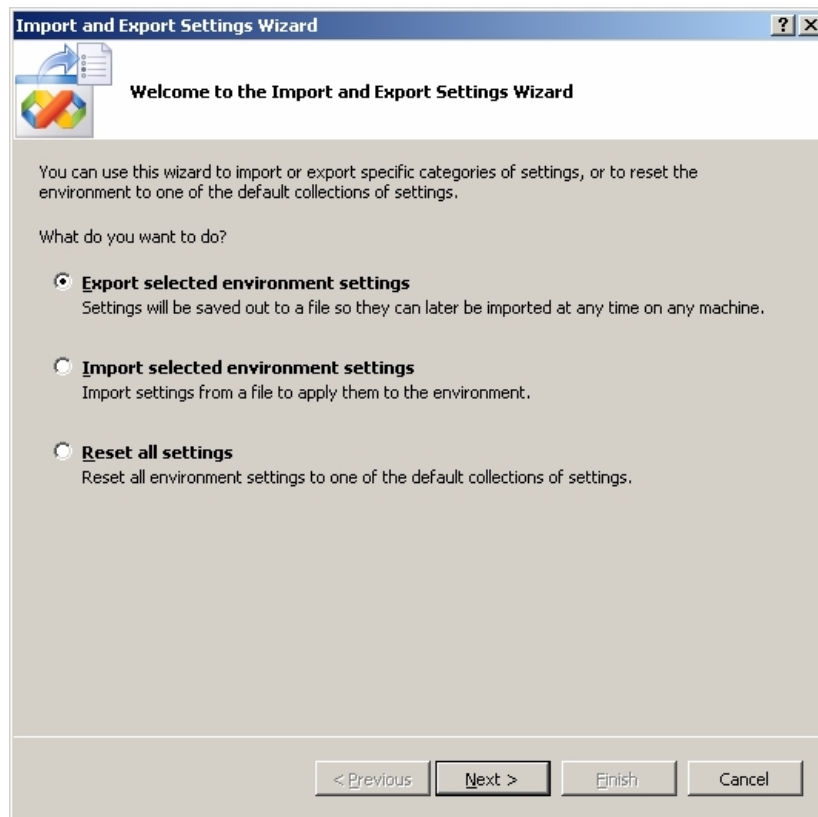 Import and Export Settings Wizard
Welcome to the Import and Export Settings Wizard
You can use this wizard to import or export specific categories of settings, or to reset the
environment to one of the default collections of settings.
What do you want to do?
Export selected environment settings
Settings will be saved out to a file so they can later be imported at any time on any machine.
Import selected environment settings
Import settings from a file to apply them to the environment.
Reset all settings
Reset all environment settings to one of the default collections of settings.
< Previous
Next >
Finish
Cancel